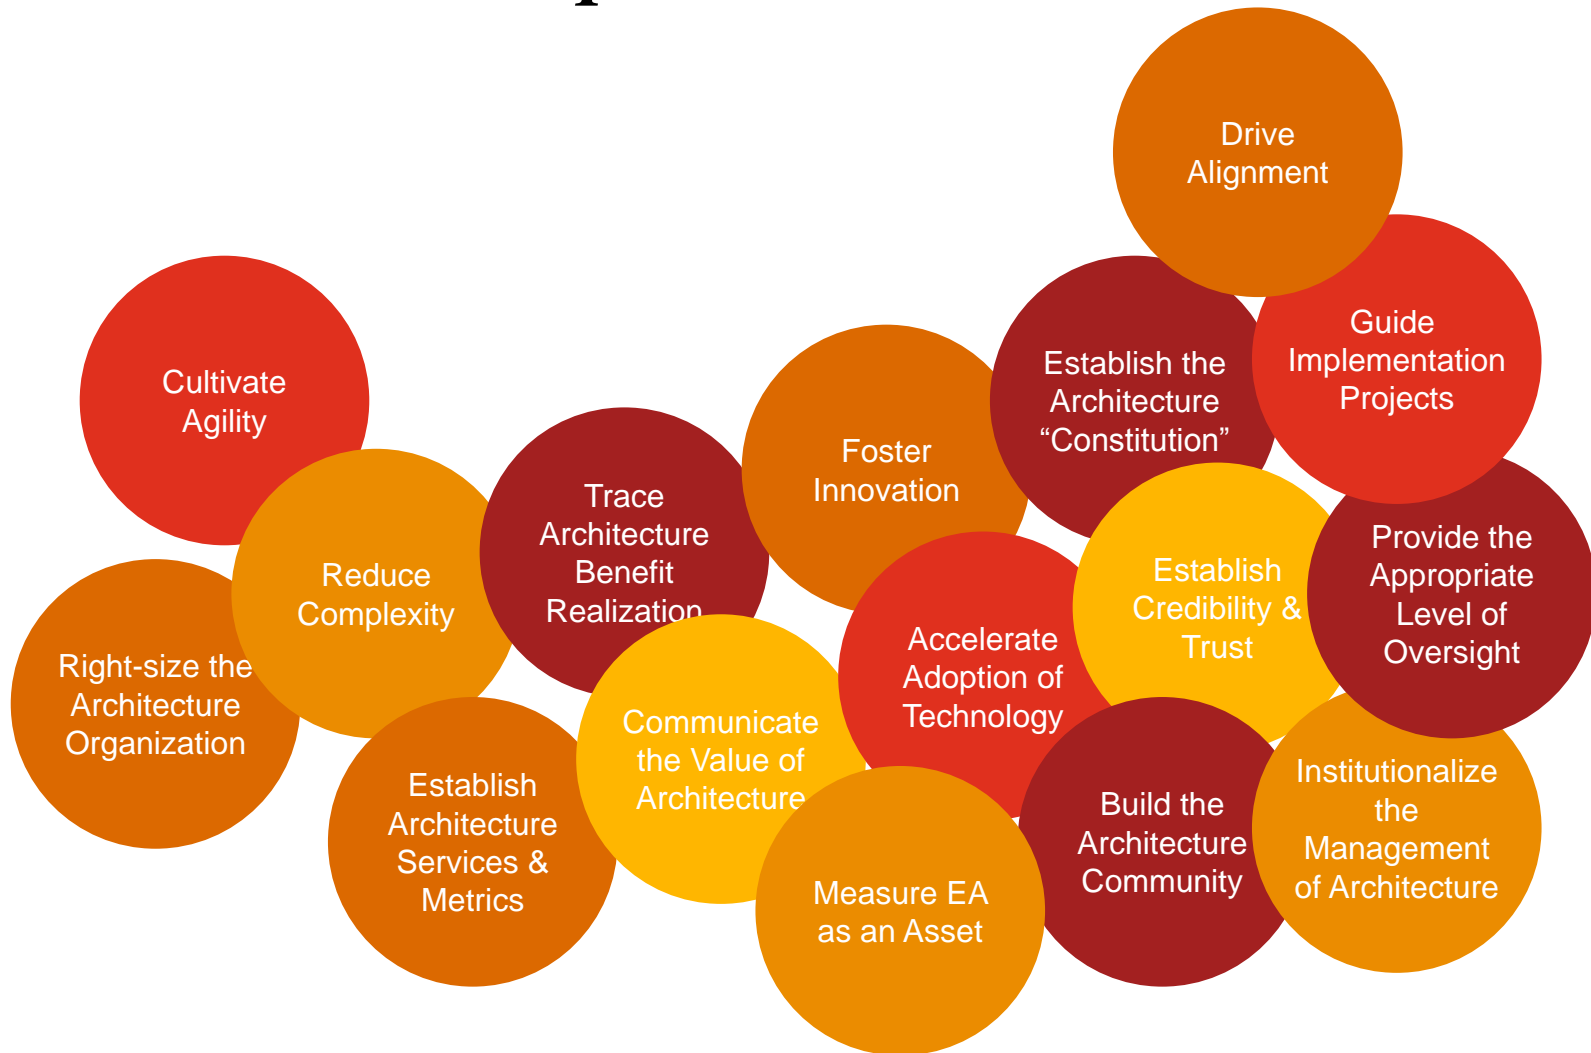 Drive
Alignment
Guide
Implementation
Projects
Establish the
Architecture
“Constitution”
Cultivate
Agility
Foster
Innovation
Trace
Architecture
Benefit
Realization
Reduce
Complexity
Provide the
Appropriate
Level of
Oversight
Establish
Credibility &
Trust
Accelerate
Adoption of
Technology
Right-size the
Architecture
Organization
Communicate
the Value of
Architecture
Establish
Architecture
Services &
Metrics
Institutionalize
the
Management
of Architecture
Build the
Architecture
Community
Measure EA
as an Asset